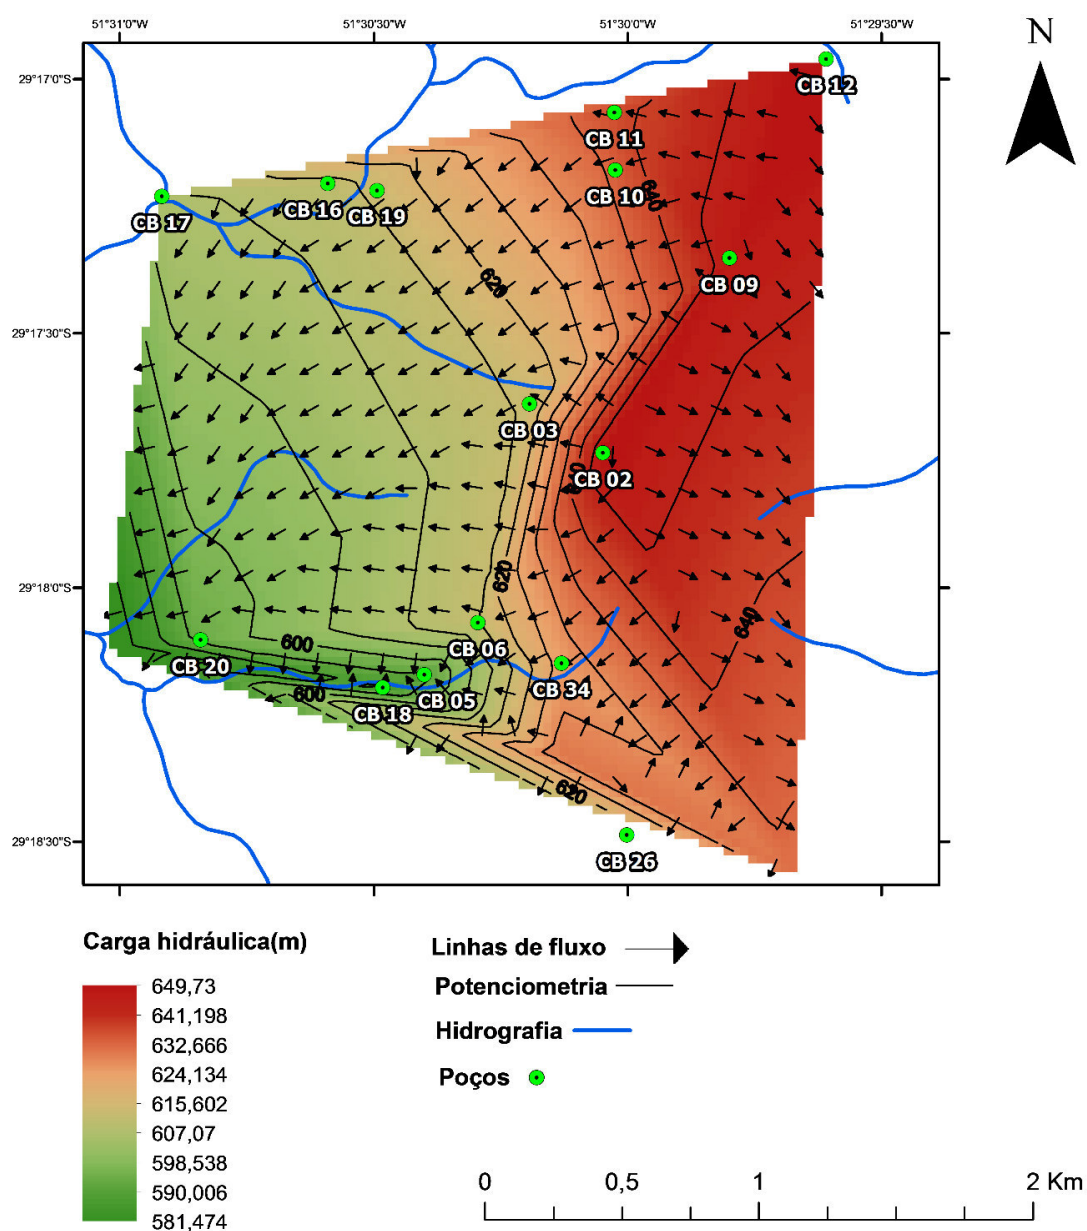 51°31'0"W 51°30'30"W 51°30'0"W 51°29'30"W
N
29°17'0"S
CB 12
CB 11
CB 10
640
CB 16
CB 19
CB 17
CB 09
620
29°17'30"S
CB 03
CB 02
640
620
29°18'0"S
640
600
CB 06
CB 20
CB 34
600
CB 05
CB 18
620
29°18'30"S
CB 26
Carga hidráulica(m)
649,73
641,198
632,666
624,134
615,602
607,07
598,538
590,006
581,474
Linhas de fluxo
Potenciometria
Hidrografia
Poços
0 0,5 1 2 Km